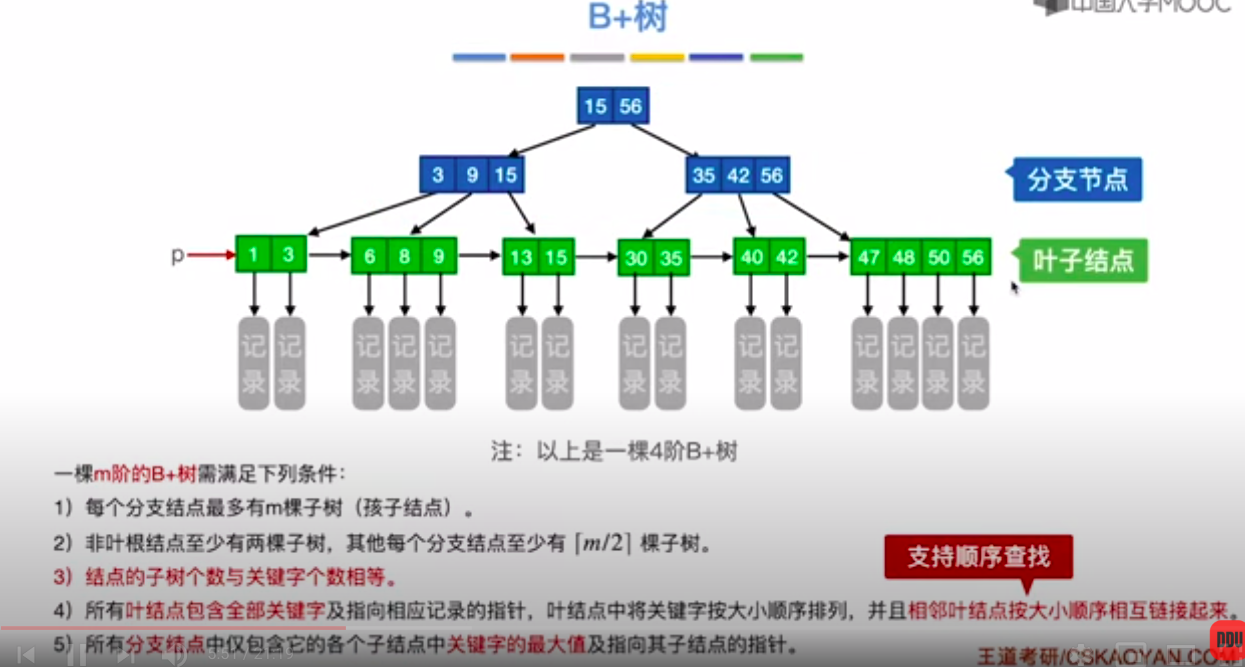 中国大学MOOC
B+树
15 56
3 9 15 35 42 56
分支节点
p 1 3 6 8 9 13 15 30 35 40 42 47 48 50 56
叶子结点
记录 记录 记录 记录 记录 记录 记录 记录 记录 记录 记录 记录 记录 记录 记录
注：以上是一棵4阶B+树
一棵m阶的B+树需满足下列条件：
1）每个分支结点最多有m棵子树（孩子结点）。
2）非叶根结点至少有两棵子树，其他每个分支结点至少有 ⌈m/2⌉ 棵子树。
支持顺序查找
3）结点的子树个数与关键字个数相等。
4）所有叶结点包含全部关键字及指向相应记录的指针，叶结点中将关键字按大小顺序排列，并且相邻叶结点按大小顺序相互链接起来。
5）所有分支结点中仅包含它的各个子结点中关键字的最大值及指向其子结点的指针。
王道考研/CSKAOYAN.COM